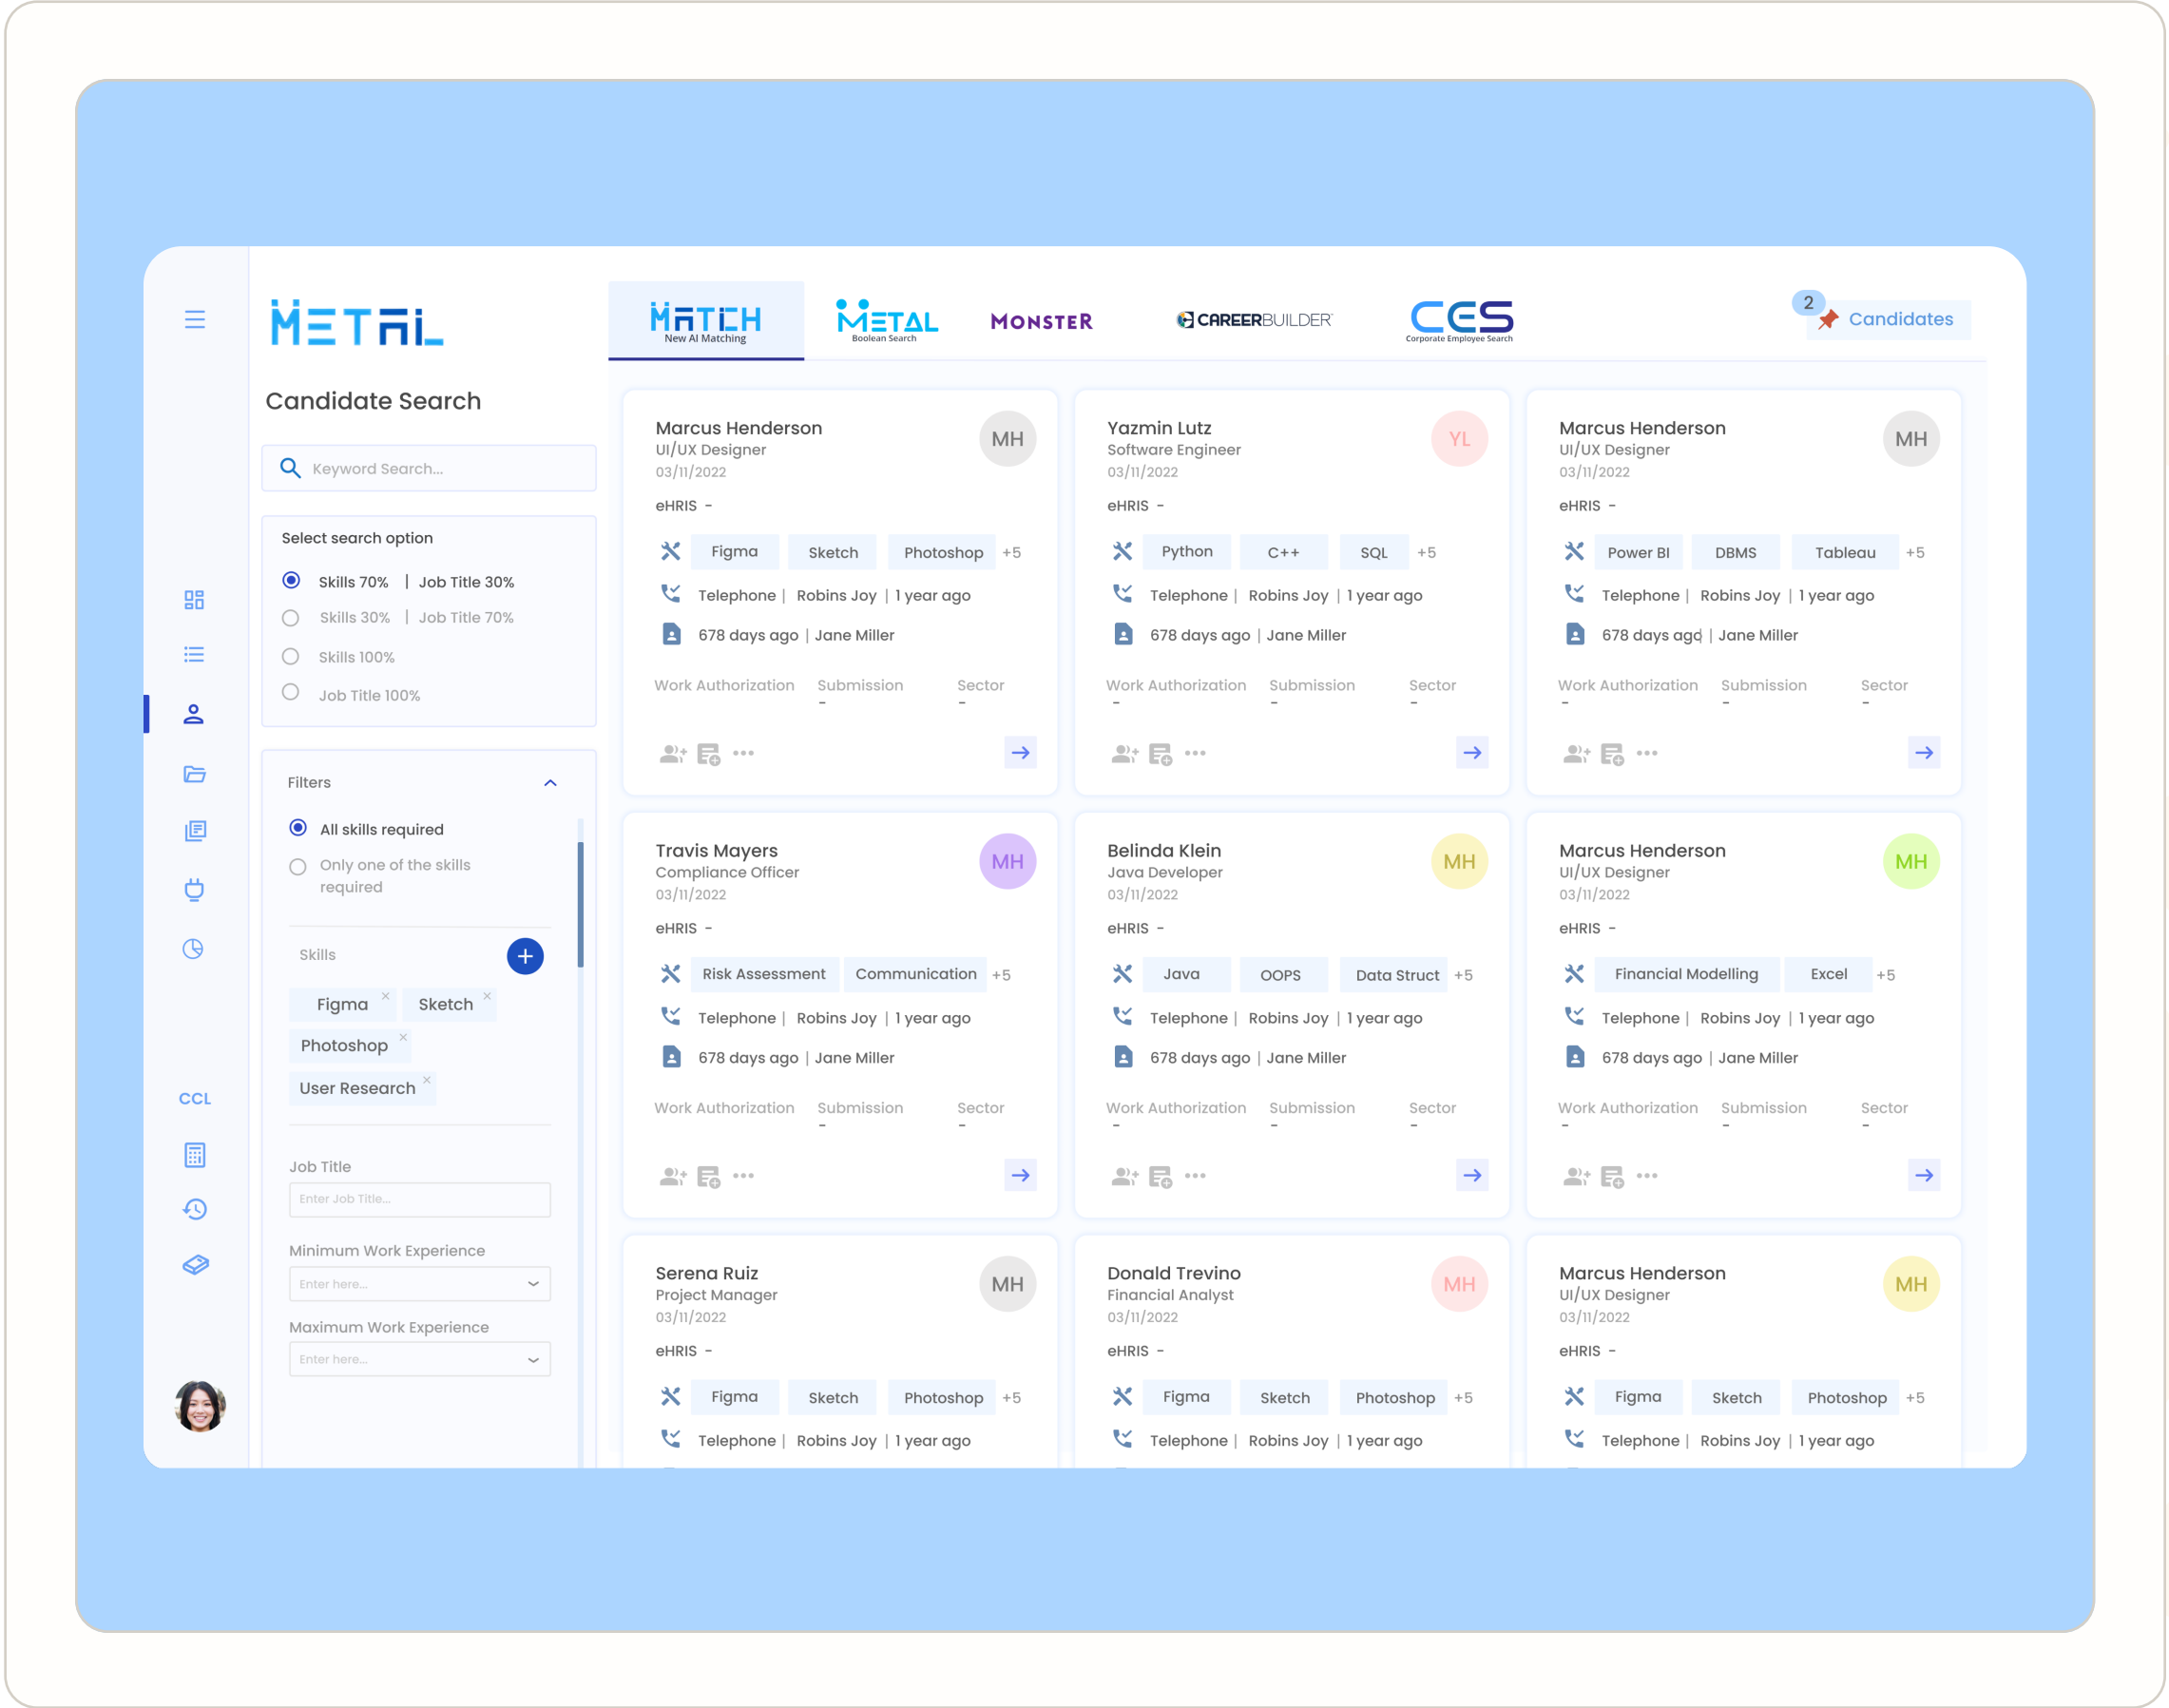 METAL
MATCH
New AI Matching
METAL
Boolean Search
MONSTER
CAREERBUILDER
CES
Corporate Employee Search
2
Candidates
Candidate Search
Keyword Search...
Select search option
Skills 70% | Job Title 30%
Skills 30% | Job Title 70%
Skills 100%
Job Title 100%
Filters
All skills required
Only one of the skills
required
Skills
+
Figma × Sketch ×
Photoshop ×
User Research ×
Job Title
Enter Job Title...
Minimum Work Experience
Enter here...
Maximum Work Experience
Enter here...
CCL
Marcus Henderson
MH
UI/UX Designer
03/11/2022
eHRIS -
Figma Sketch Photoshop +5
Telephone | Robins Joy | 1 year ago
678 days ago | Jane Miller
Work Authorization Submission Sector
- -
Yazmin Lutz
YL
Software Engineer
03/11/2022
eHRIS -
Python C++ SQL +5
Telephone | Robins Joy | 1 year ago
678 days ago | Jane Miller
Work Authorization Submission Sector
- - -
Marcus Henderson
MH
UI/UX Designer
03/11/2022
eHRIS -
Power BI DBMS Tableau +5
Telephone | Robins Joy | 1 year ago
678 days ago | Jane Miller
Work Authorization Submission Sector
- - -
Travis Mayers
MH
Compliance Officer
03/11/2022
eHRIS -
Risk Assessment Communication +5
Telephone | Robins Joy | 1 year ago
678 days ago | Jane Miller
Work Authorization Submission Sector
- -
Belinda Klein
MH
Java Developer
03/11/2022
eHRIS -
Java OOPS Data Struct +5
Telephone | Robins Joy | 1 year ago
678 days ago | Jane Miller
Work Authorization Submission Sector
- - -
Marcus Henderson
MH
UI/UX Designer
03/11/2022
eHRIS -
Financial Modelling Excel +5
Telephone | Robins Joy | 1 year ago
678 days ago | Jane Miller
Work Authorization Submission Sector
- - -
Serena Ruiz
MH
Project Manager
03/11/2022
eHRIS -
Figma Sketch Photoshop +5
Telephone | Robins Joy | 1 year ago
Donald Trevino
MH
Financial Analyst
03/11/2022
eHRIS -
Figma Sketch Photoshop +5
Telephone | Robins Joy | 1 year ago
Marcus Henderson
MH
UI/UX Designer
03/11/2022
eHRIS -
Figma Sketch Photoshop +5
Telephone | Robins Joy | 1 year ago